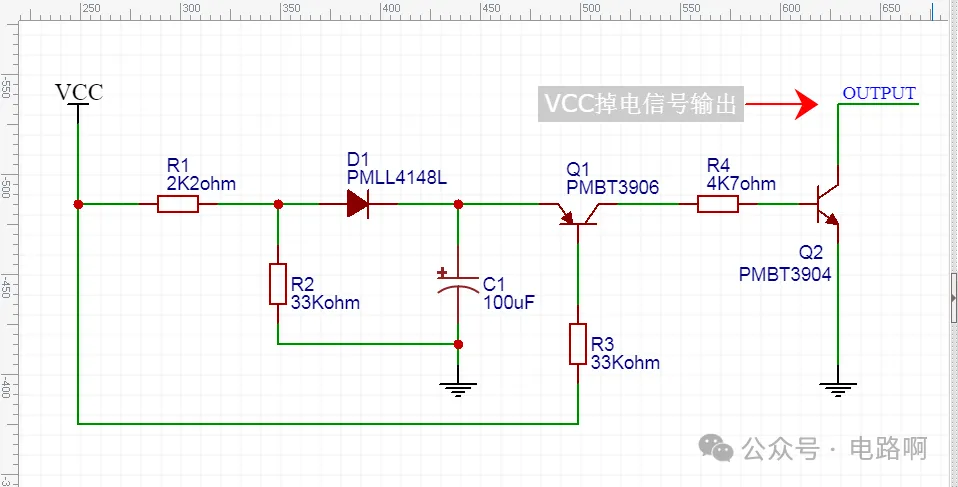 250 300 350 400 450 500 550 600 650
-550
-500
-450
-400
-3
VCC
VCC掉电信号输出
OUTPUT
R1
2K2ohm
D1
PMLL4148L
Q1
PMBT3906
R4
4K7ohm
Q2
PMBT3904
R2
33Kohm
C1
100uF
R3
33Kohm
公众号 · 电路啊